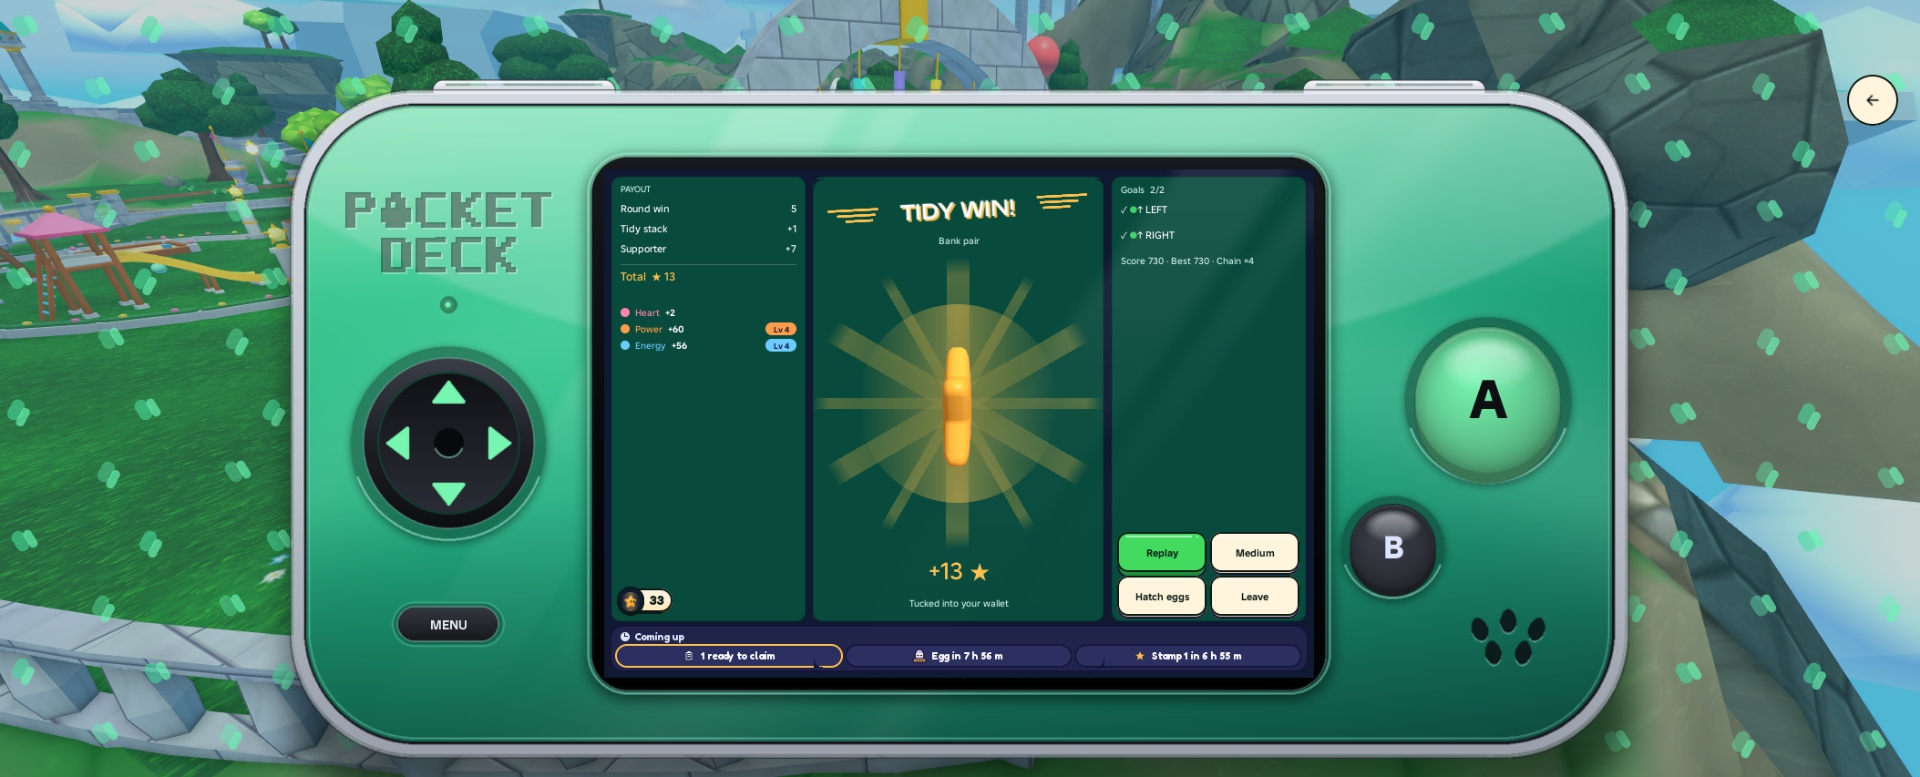 POCKET
DECK
MENU
PAYOUT
Round win 5
Tidy stack +1
Supporter +7
Total ★ 13
Heart +2
Power +60 Lv 4
Energy +56 Lv 4
33
TIDY WIN!
Bank pair
+13 ★
Tucked into your wallet
Goals 2/2
✓ ●↑ LEFT
✓ ●↑ RIGHT
Score 730 · Best 730 · Chain ×4
Replay Medium
Hatch eggs Leave
Coming up
1 ready to claim
Egg in 7 h 56 m
★ Stamp 1 in 6 h 55 m
A
B